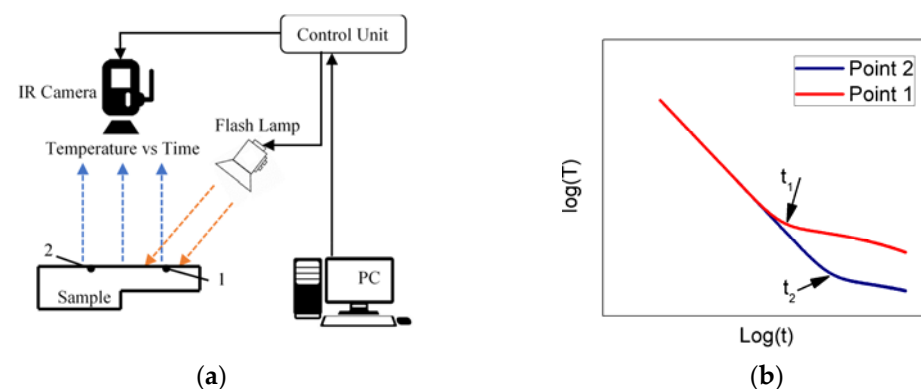 Control Unit
IR Camera
Flash Lamp
Temperature vs Time
2
1
Sample
PC
(a)
log(T)
Point 2
Point 1
t1
t2
Log(t)
(b)